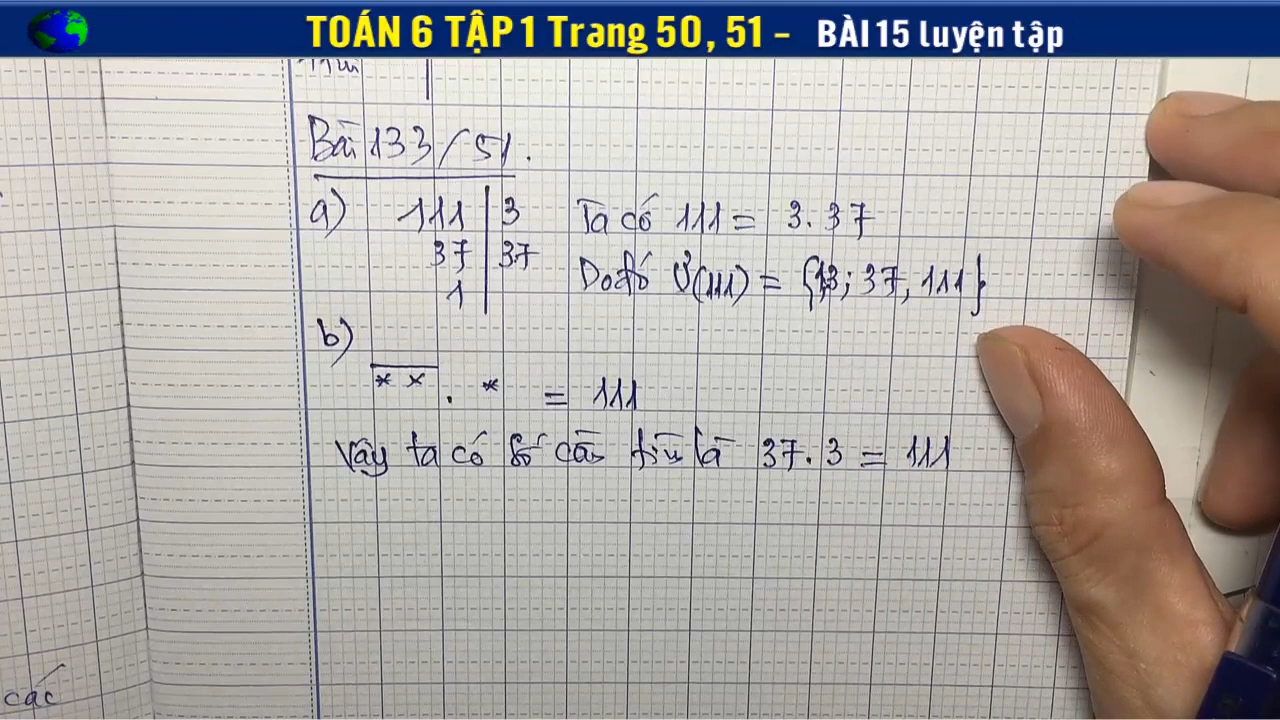 TOÁN 6 TẬP 1 Trang 50, 51 - BÀI 15 luyện tập
Bài 133/51.
a) 111 | 3 Ta có 111 = 3.37
37 | 37 Do đó Ư(111) = {1,3; 37, 111}
1
b)
** . * = 111
Vậy ta có số cần tìm là 37.3 = 111
các